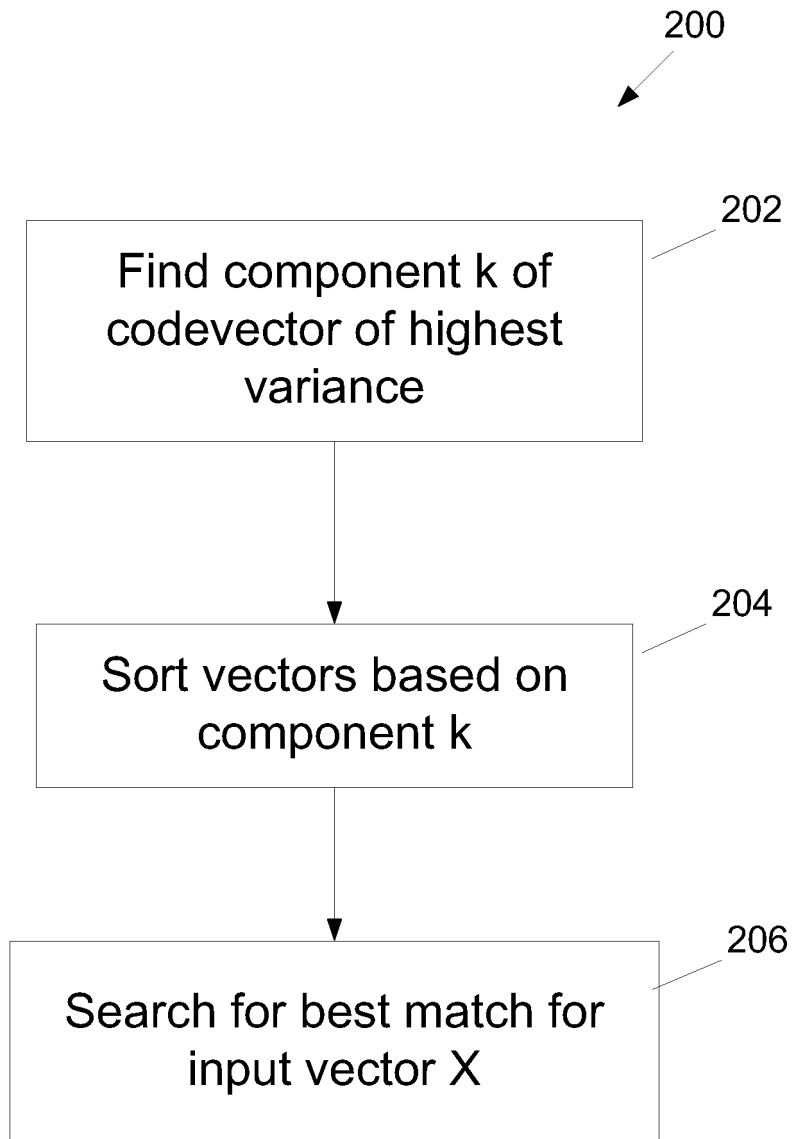 200
202
Find component k of
codevector of highest
variance
204
Sort vectors based on
component k
206
Search for best match for
input vector X